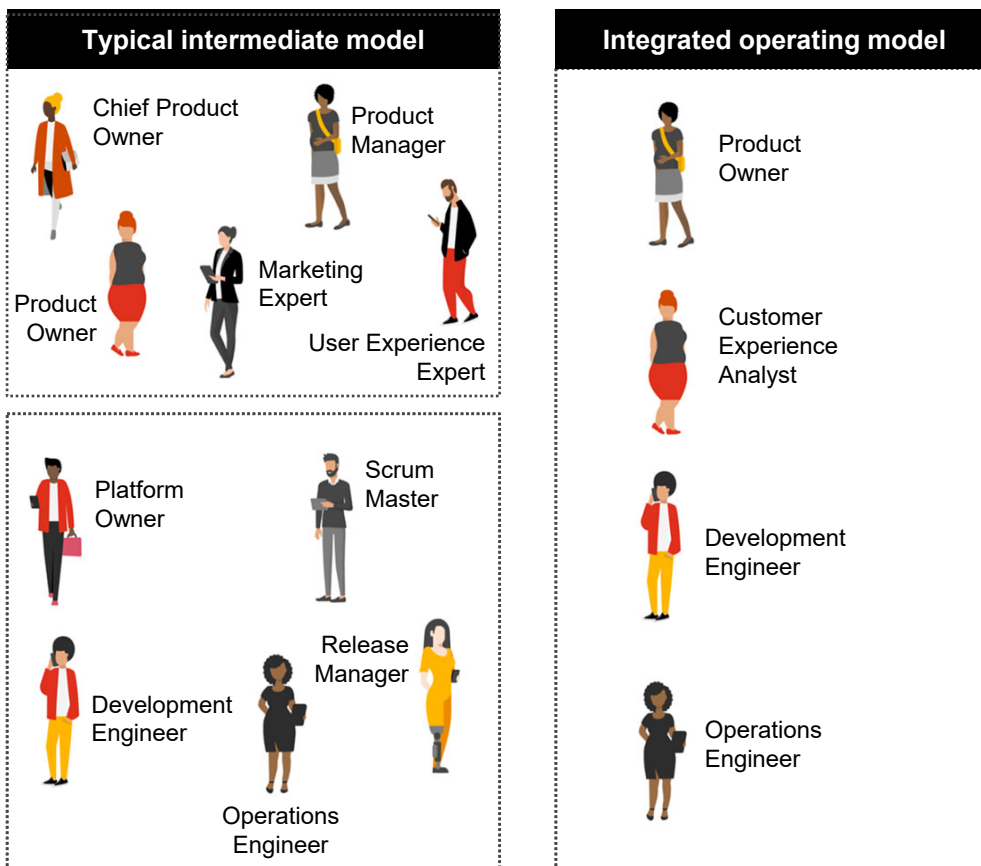 Typical intermediate model
Chief Product
Owner
Product
Manager
Product
Owner
Marketing
Expert
User Experience
Expert
Platform
Owner
Scrum
Master
Development
Engineer
Release
Manager
Operations
Engineer
Integrated operating model
Product
Owner
Customer
Experience
Analyst
Development
Engineer
Operations
Engineer